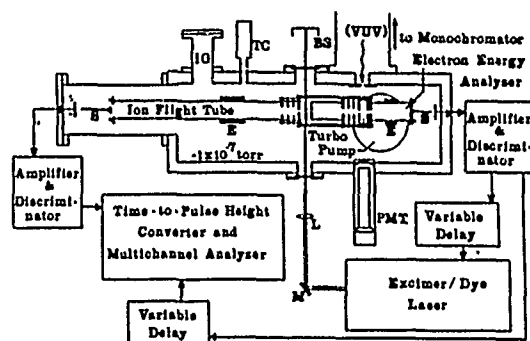 IG
TC
BS
(VUV)
to Monochromator
Electron Energy
Analyser
B
Ion Flight Tube
E
Turbo
Pump
E
B
-7
~1x10 torr
Amplifier
&
Discrimi-
nator
Amplifier
&
Discrimi-
nator
Time-to-Pulse Height
Converter and
Multichannel Analyzer
L
PMT
Variable
Delay
M
Excimer/Dye
Laser
Variable
Delay